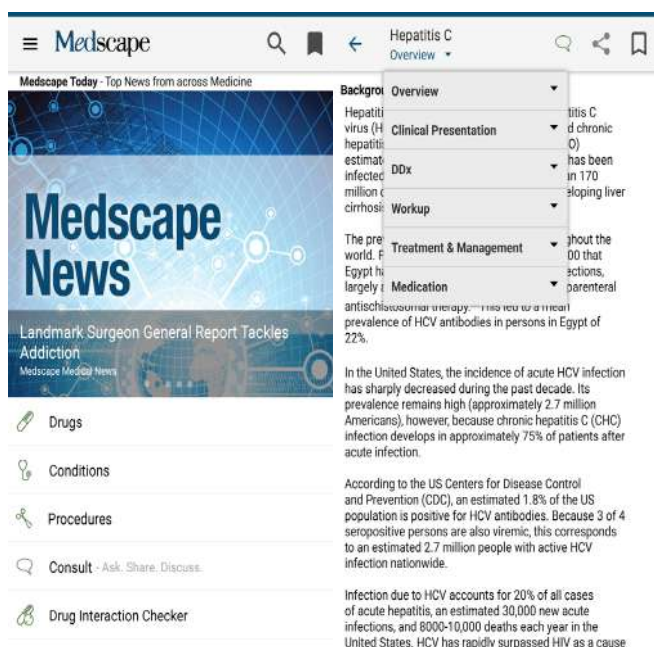 Medscape
Medscape Today - Top News from across Medicine
Medscape
News
Landmark Surgeon General Report Tackles
Addiction
Medscape Medical News
Drugs
Conditions
Procedures
Consult - Ask. Share. Discuss.
Drug Interaction Checker
Hepatitis C
Overview
Overview
Clinical Presentation
DDx
Workup
Treatment & Management
Medication
virus
million
The
world.
Egypt
largely
prevalence of HCV antibodies in persons in Egypt of
22%.
In the United States, the incidence of acute HCV infection
has sharply decreased during the past decade. Its
prevalence remains high (approximately 2.7 million
Americans), however, because chronic hepatitis C (CHC)
infection develops in approximately 75% of patients after
acute infection.
According to the US Centers for Disease Control
and Prevention (CDC), an estimated 1.8% of the US
population is positive for HCV antibodies. Because 3 of 4
seropositive persons are also viremic, this corresponds
to an estimated 2.7 million people with active HCV
infection nationwide.
Infection due to HCV accounts for 20% of all cases
of acute hepatitis, an estimated 30,000 new acute
infections, and 8000-10,000 deaths each year in the
United States. HCV has rapidly surpassed HIV as a cause